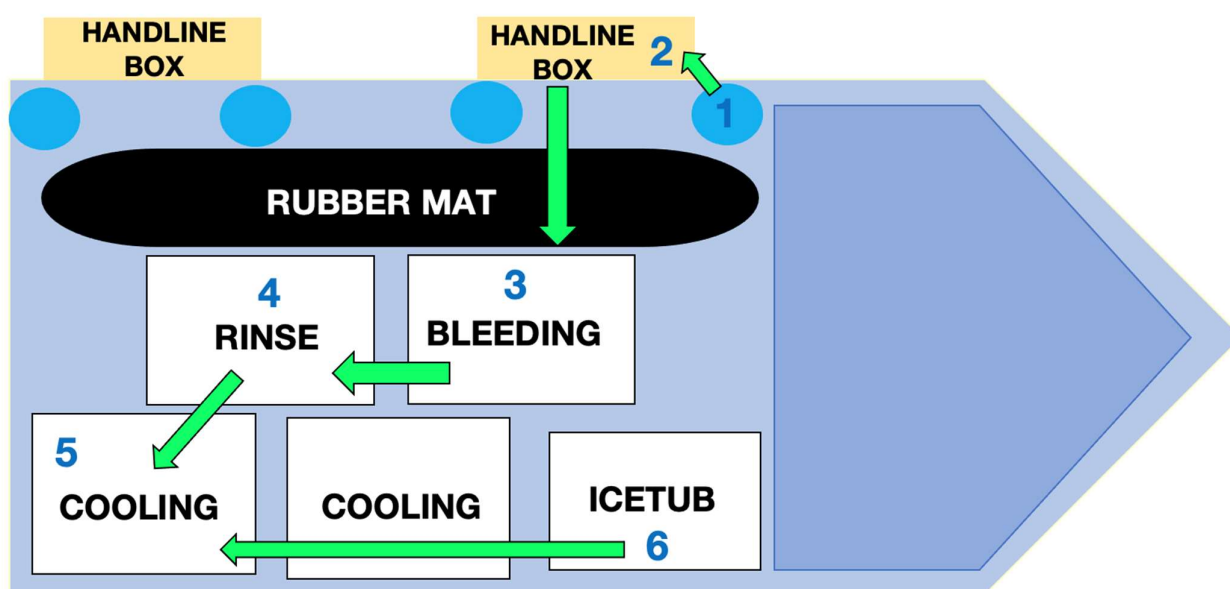 HANDLINE
BOX
HANDLINE
BOX
2
1
RUBBER MAT
4
RINSE
3
BLEEDING
5
COOLING
COOLING
ICETUB
6